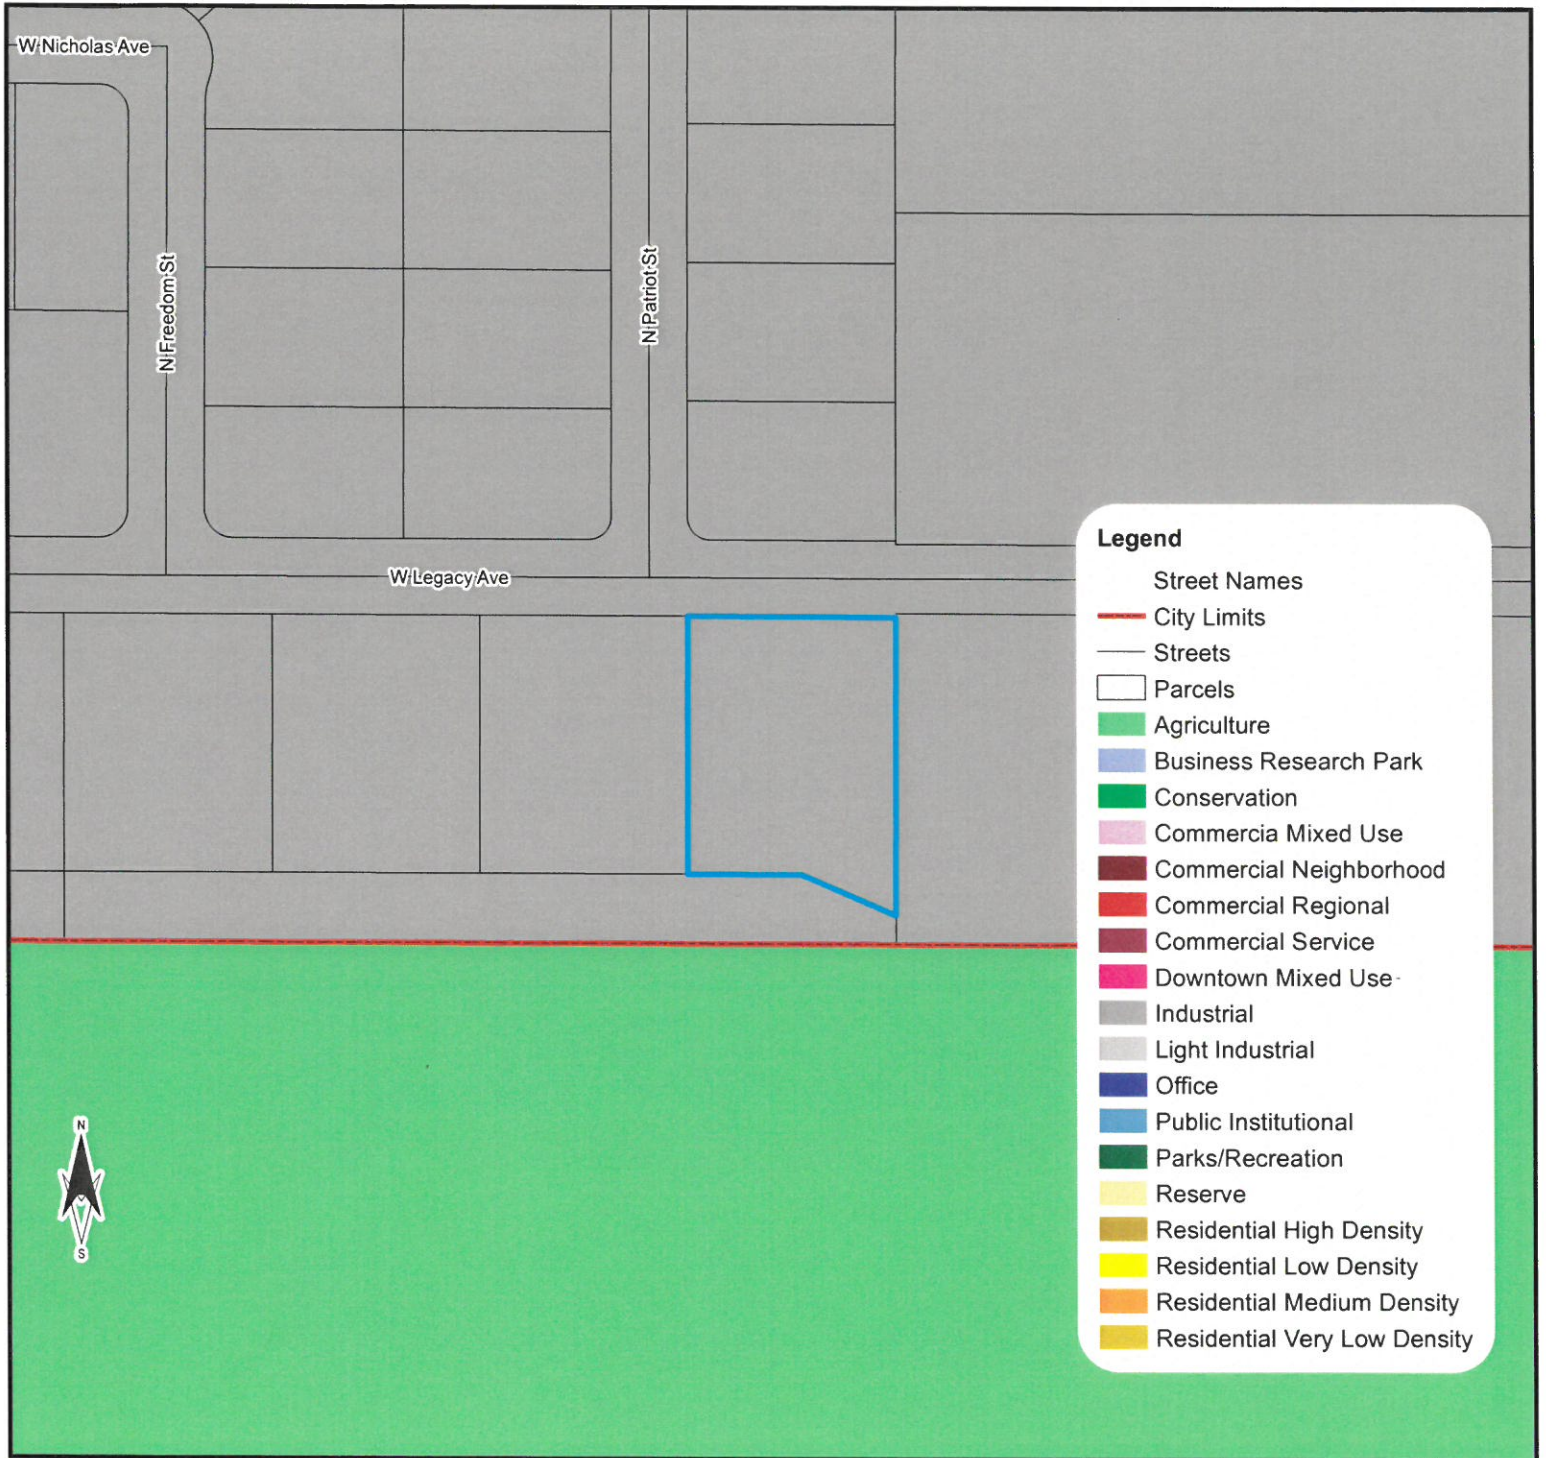 W Nicholas Ave
N Freedom St
N Patriot St
W Legacy Ave
Legend
Street Names
City Limits
Streets
Parcels
Agriculture
Business Research Park
Conservation
Commercia Mixed Use
Commercial Neighborhood
Commercial Regional
Commercial Service
Downtown Mixed Use
Industrial
Light Industrial
Office
Public Institutional
Parks/Recreation
Reserve
Residential High Density
Residential Low Density
Residential Medium Density
Residential Very Low Density
N
S